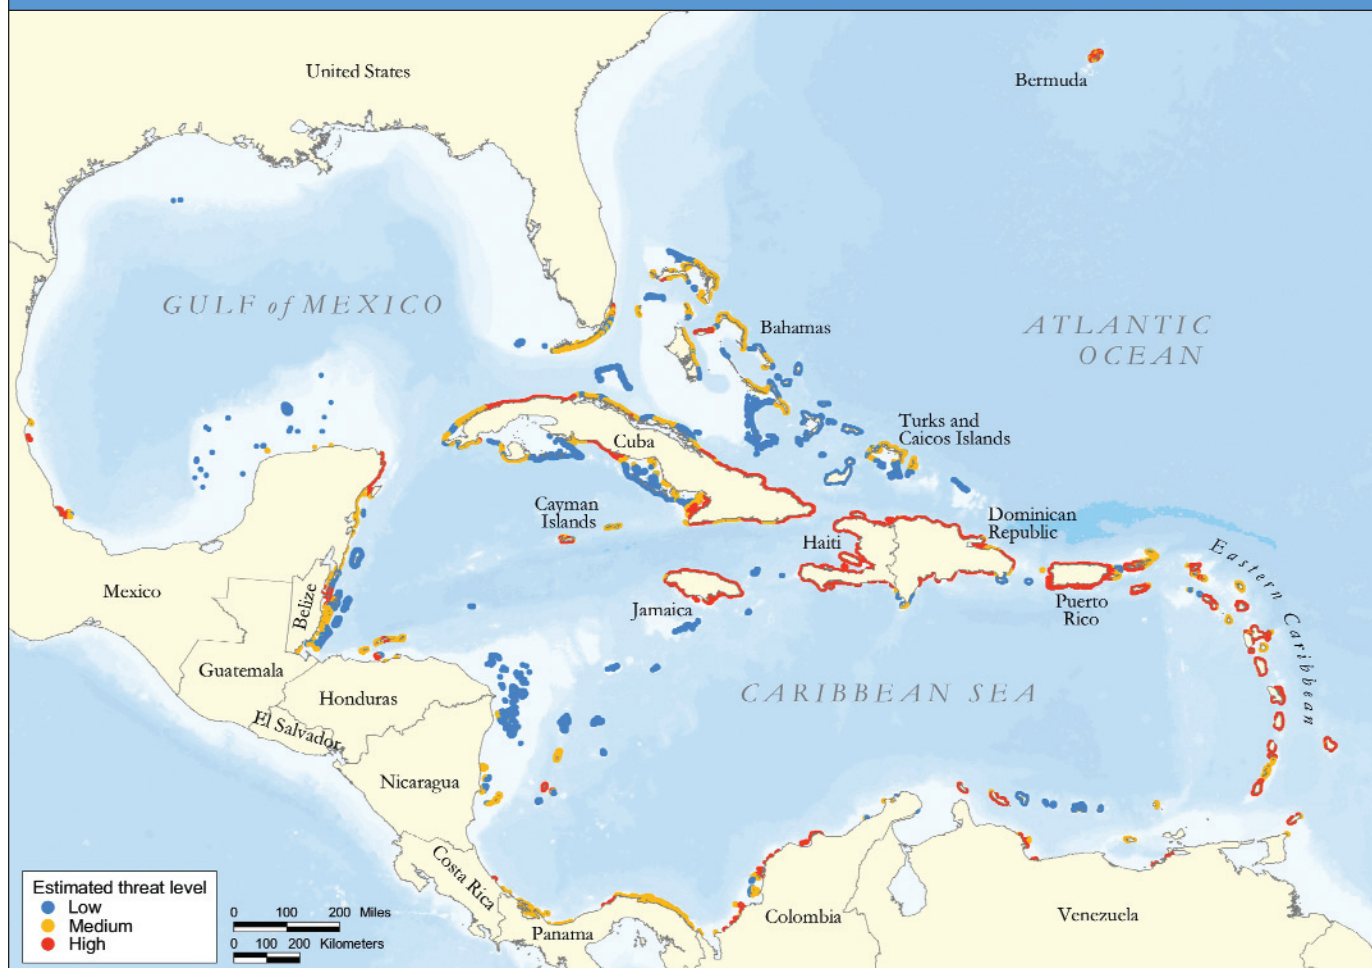 United States
Bermuda
GULF of MEXICO
ATLANTIC
OCEAN
Bahamas
Turks and
Caicos Islands
Cuba
Cayman
Islands
Dominican
Republic
Haiti
Jamaica
Puerto
Rico
Eastern Caribbean
Mexico
Belize
Guatemala
Honduras
El Salvador
CARIBBEAN SEA
Nicaragua
Costa Rica
Panama
Colombia
Venezuela
Estimated threat level
Low
Medium
High
0 100 200 Miles
0 100 200 Kilometers